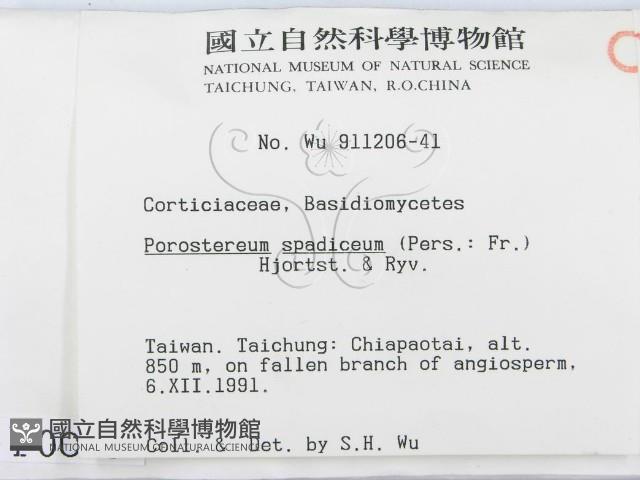 國立自然科學博物館
NATIONAL MUSEUM OF NATURAL SCIENCE
TAICHUNG, TAIWAN, R.O.CHINA
No. Wu 911206-41
Corticiaceae, Basidiomycetes
Porostereum spadiceum (Pers.: Fr.)
Hjortst. & Ryv.
Taiwan. Taichung: Chiapaotai, alt.
850 m, on fallen branch of angiosperm,
6.XII.1991.
國立自然科學博物館
NATIONAL MUSEUM OF NATURAL SCIENCE
Coll. & Det. by S.H. Wu